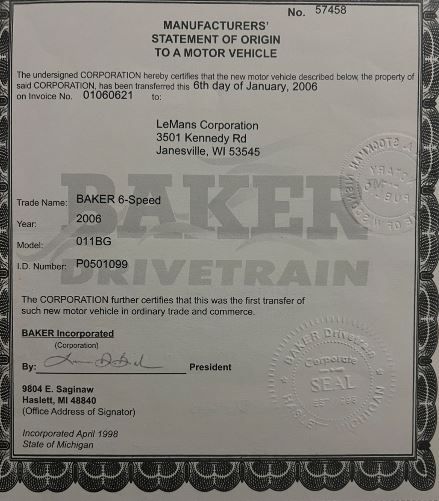 No. 57458
MANUFACTURERS'
STATEMENT OF ORIGIN
TO A MOTOR VEHICLE
The undersigned CORPORATION hereby certifies that the new motor vehicle described below, the property of
said CORPORATION, has been transferred this 6th day of January, 2006
on Invoice No. 01060621 to:
LeMans Corporation
3501 Kennedy Rd
Janesville, WI 53545
BAKER
DRIVETRAIN
Trade Name: BAKER 6-Speed
Year: 2006
Model: 011BG
I.D. Number: P0501099
The CORPORATION further certifies that this was the first transfer of
such new motor vehicle in ordinary trade and commerce.
BAKER Incorporated
(Corporation)
By: President
9804 E. Saginaw
Haslett, MI 48840
(Office Address of Signator)
Incorporated April 1998
State of Michigan
BAKER Drivetrain
Corporate
SEAL
MICHIGAN